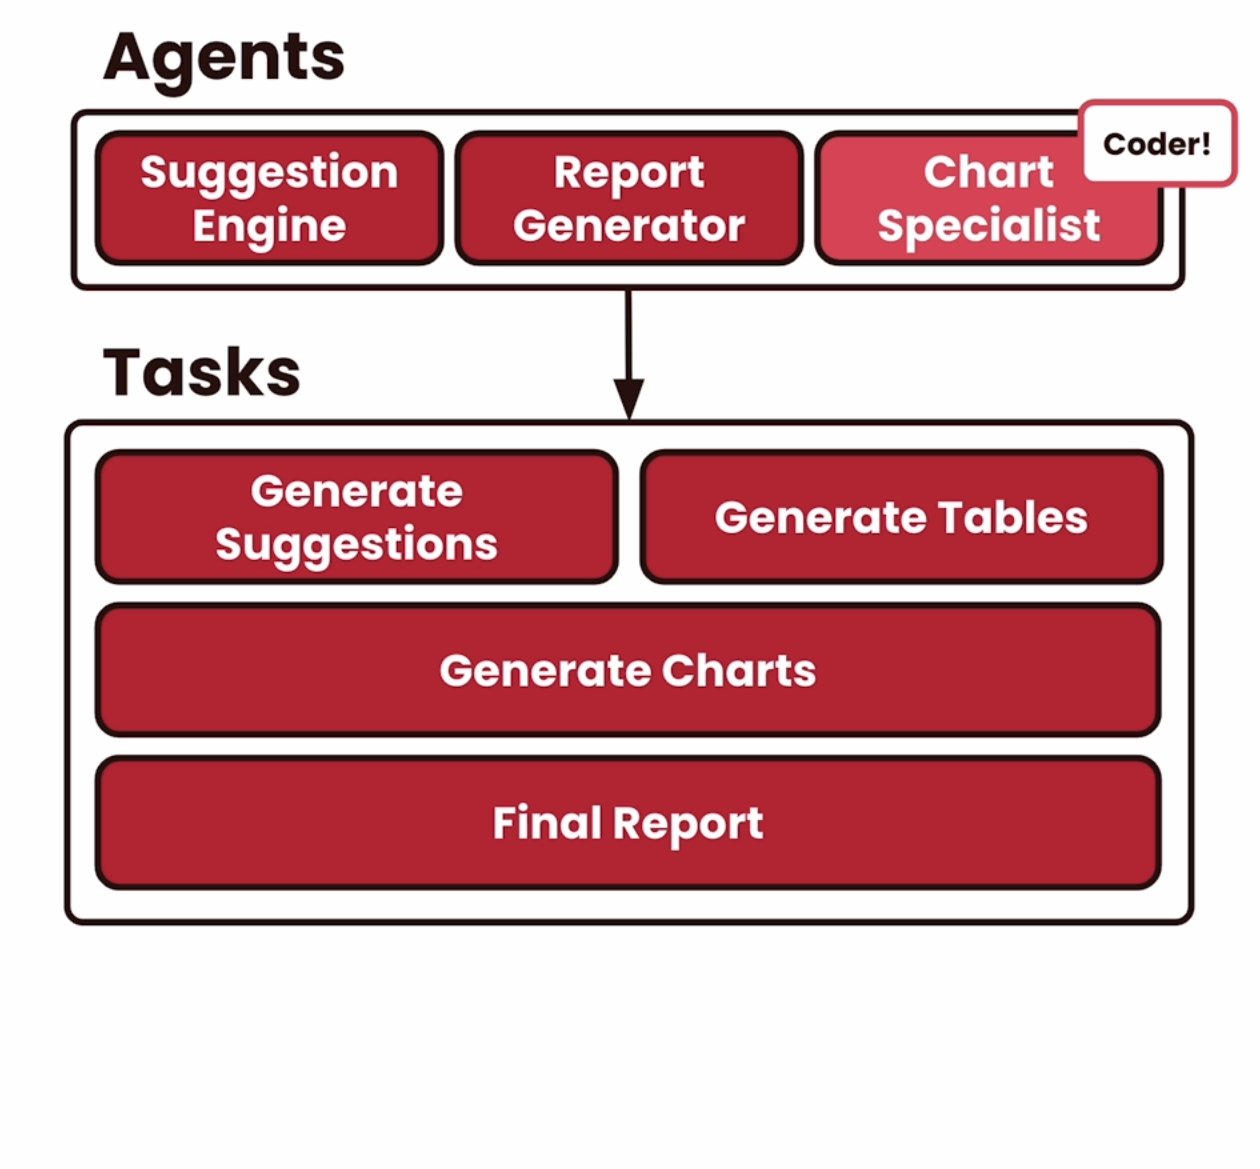 Agents
Coder!
Suggestion
Engine
Report
Generator
Chart
Specialist
Tasks
Generate
Suggestions
Generate Tables
Generate Charts
Final Report